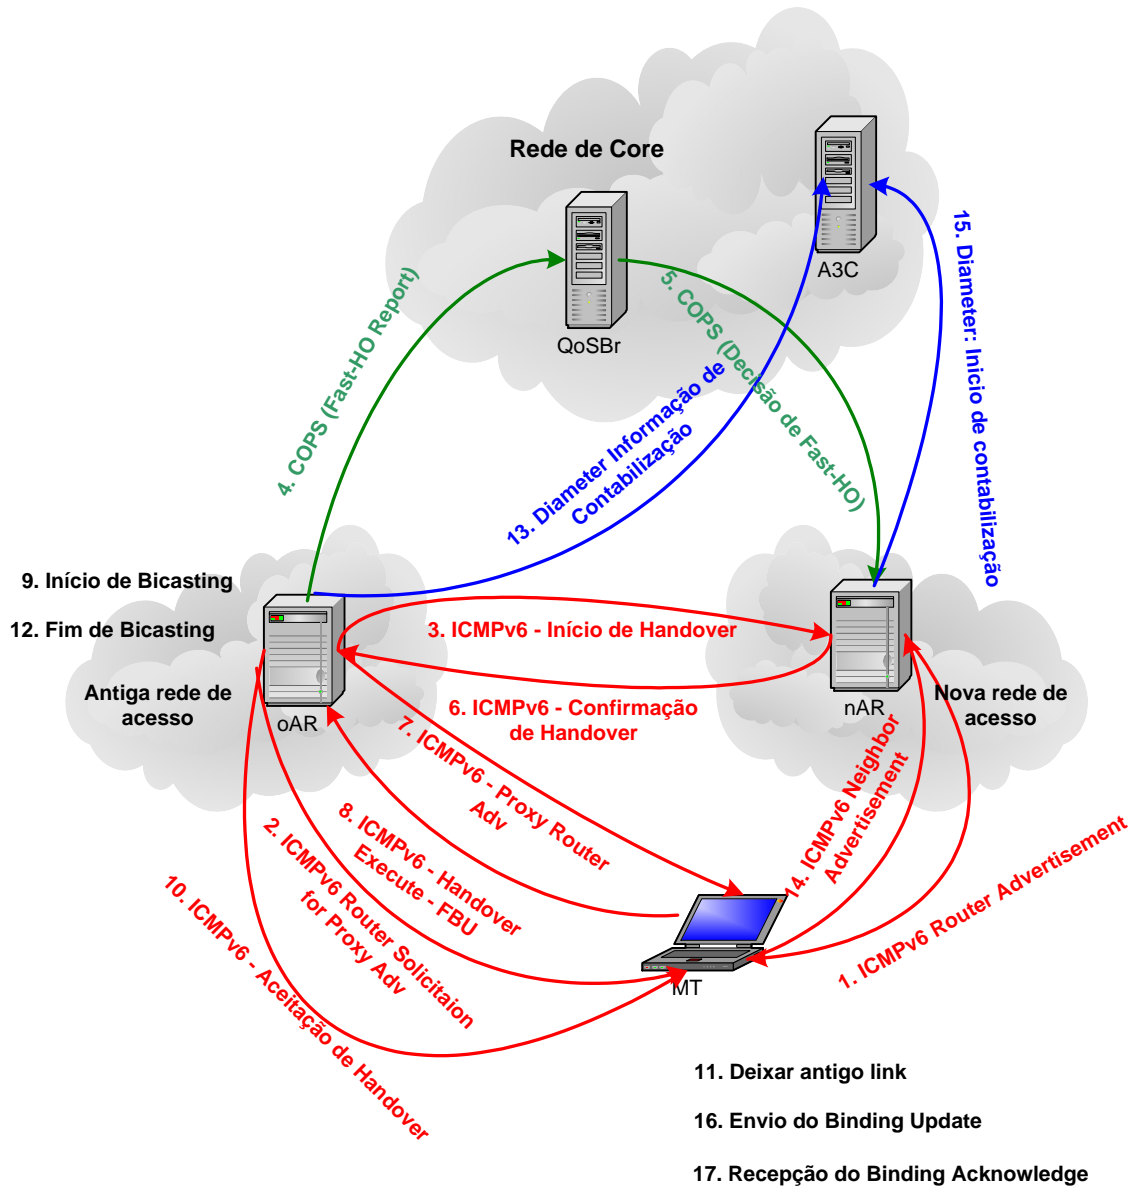 Rede de Core
A3C
QoSBr
15. Diameter: Inicio de contabilização
4. COPS (Fast-HO Report)
5. COPS (Decisão de Fast-HO)
13. Diameter Informação de
Contabilização
9. Início de Bicasting
12. Fim de Bicasting
3. ICMPv6 - Início de Handover
Antiga rede de
acesso
oAR
6. ICMPv6 - Confirmação
de Handover
nAR
Nova rede de
acesso
7. ICMPv6 - Proxy Router
Adv
8. ICMPv6 - Handover
Execute - FBU
2. ICMPv6 Router Solicitaion
for Proxy Adv
10. ICMPv6 - Aceitação de Handover
14. ICMPv6 Neighbor
Advertisement
1. ICMPv6 Router Advertisement
MT
11. Deixar antigo link
16. Envio do Binding Update
17. Recepção do Binding Acknowledge